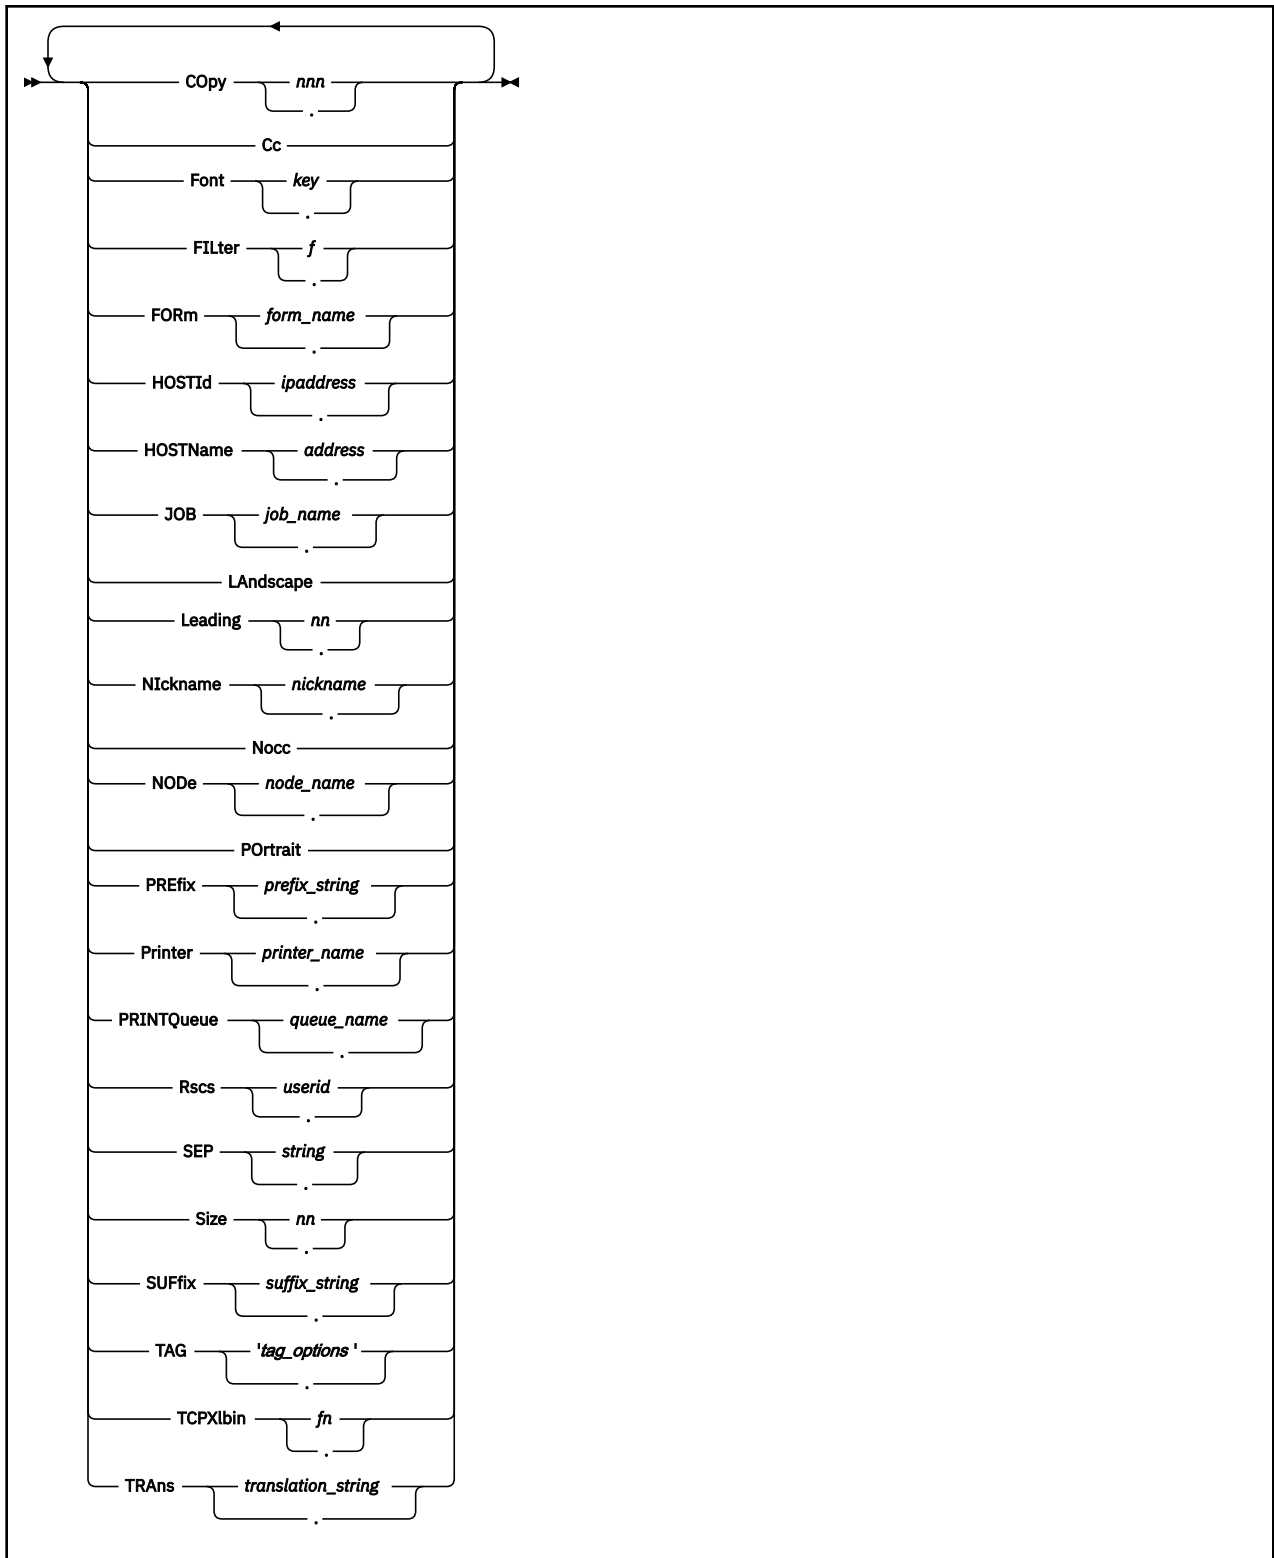 COpy nnn
.
Cc
Font key
.
FILter f
.
FORm form_name
.
HOSTId ipaddress
.
HOSTName address
.
JOB job_name
.
LAndscape
Leading nn
.
NIckname nickname
.
Nocc
NODe node_name
.
POrtrait
PREfix prefix_string
.
Printer printer_name
.
PRINTQueue queue_name
.
Rscs userid
.
SEP string
.
Size nn
.
SUFfix suffix_string
.
TAG 'tag_options '
.
TCPXlbin fn
.
TRAns translation_string
.